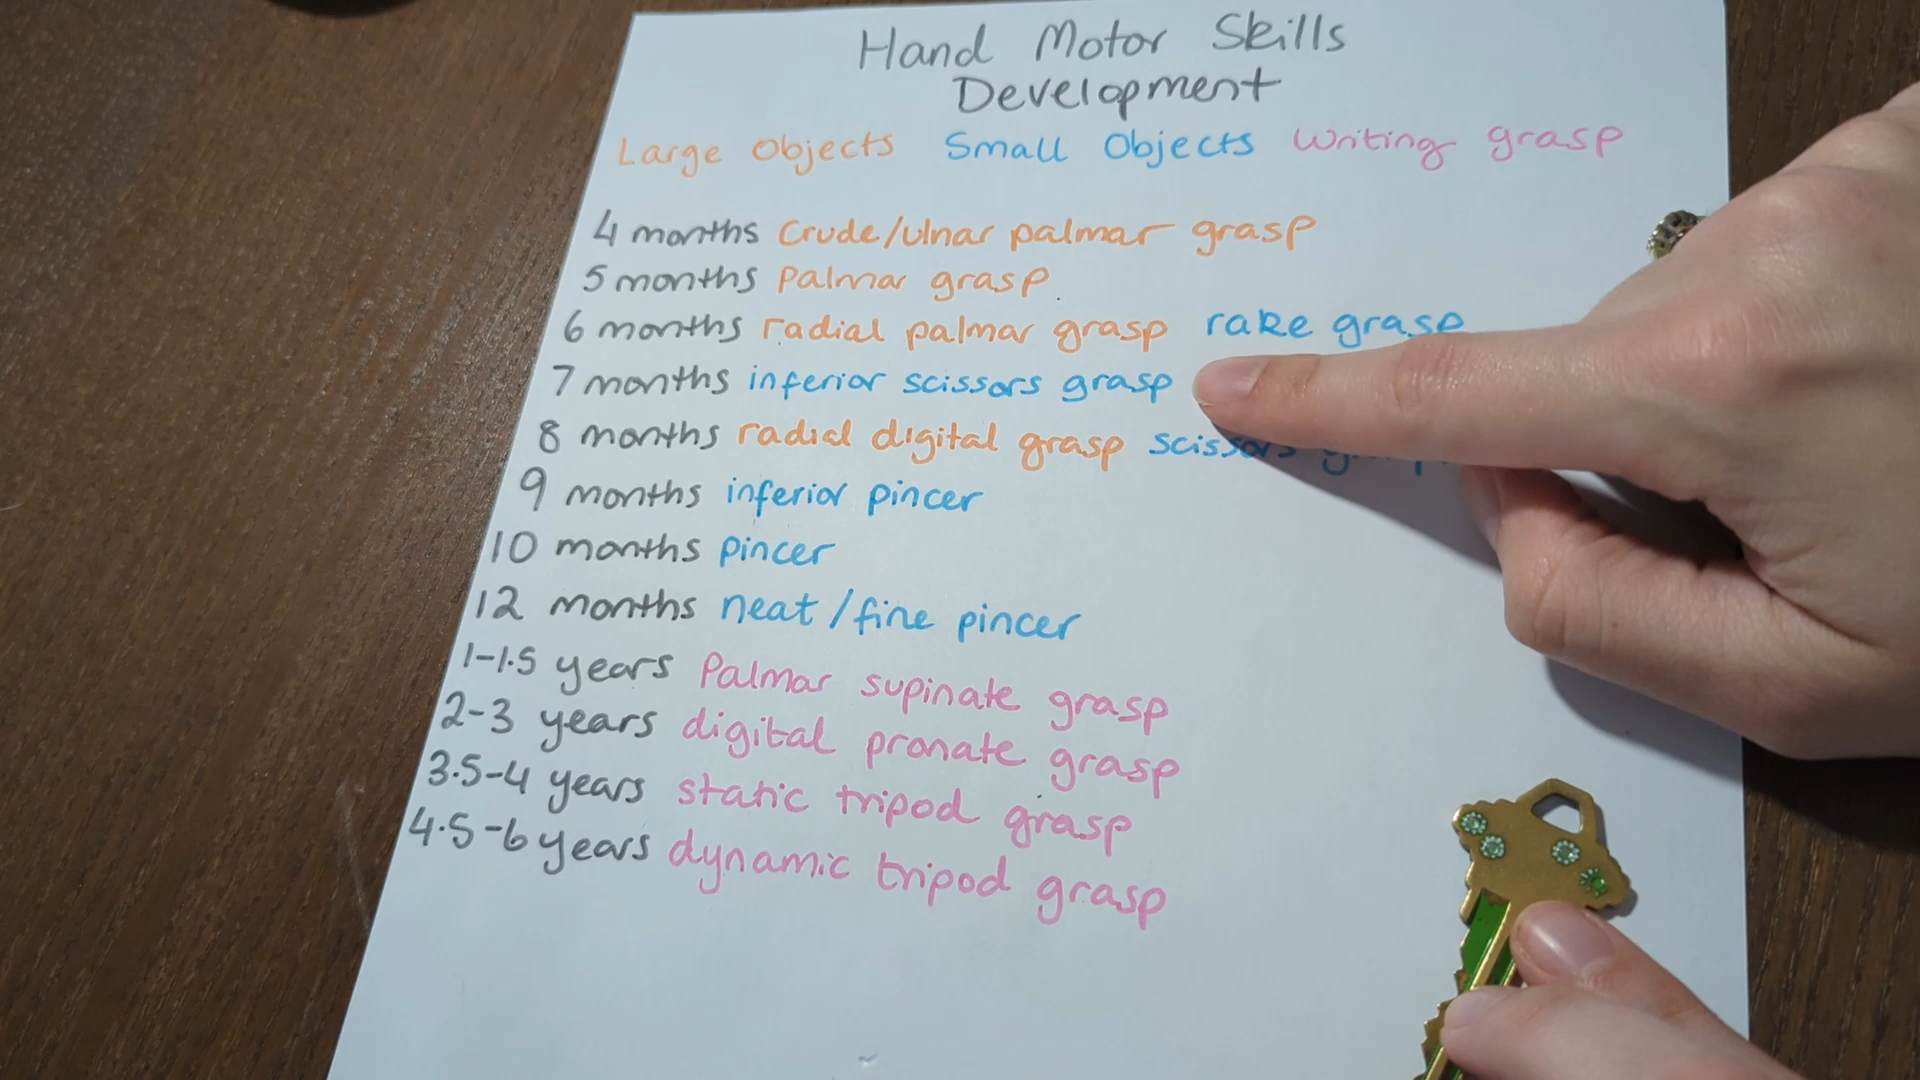 Hand Motor Skills
Development
Large Objects Small Objects Writing grasp
4 months Crude/ulnar palmar grasp
5 months Palmar grasp.
6 months radial palmar grasp rake grasp
7 months inferior scissors grasp
8 months radial digital grasp scissors
9 months inferior pincer
10 months pincer
12 months neat/fine pincer
1-1.5 years Palmar supinate grasp
2-3 years digital pronate grasp
3.5-4 years static tripod grasp
4.5-6 years dynamic tripod grasp